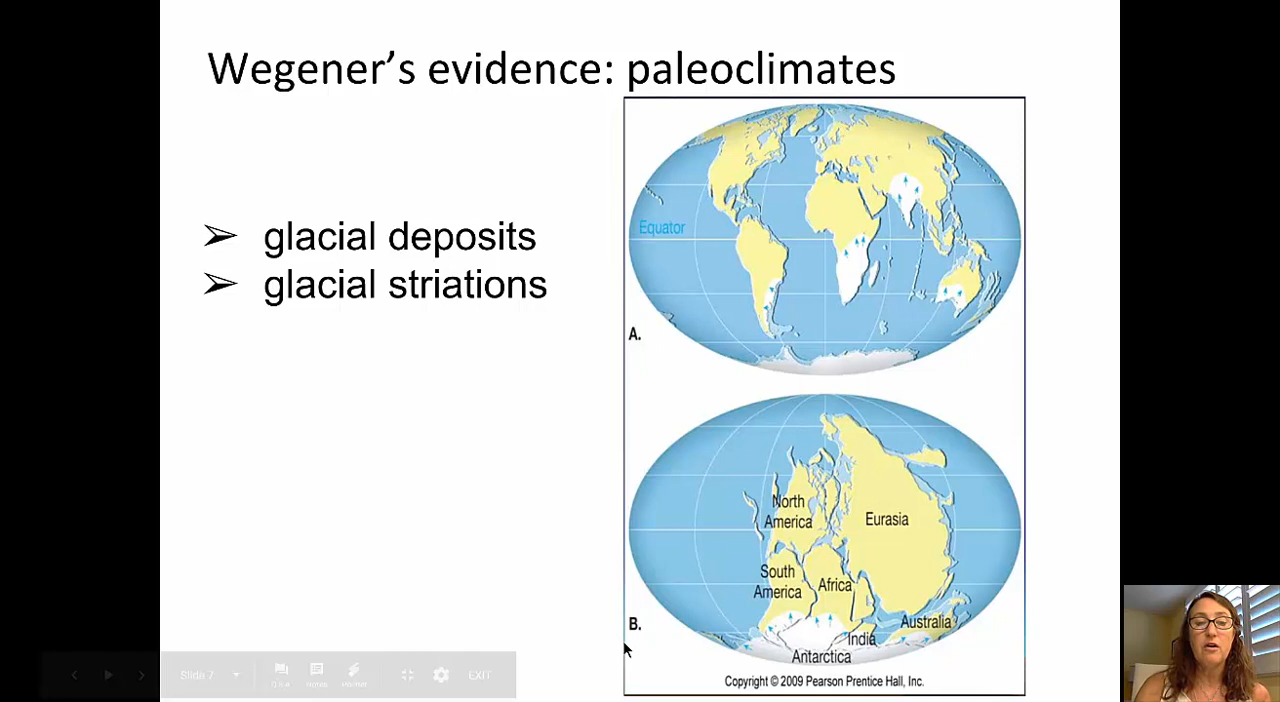 Wegener's evidence: paleoclimates
➢ glacial deposits
➢ glacial striations
Equator
A.
North
America
Eurasia
South
America
Africa
B.
Australia
India
Antarctica
Copyright © 2009 Pearson Prentice Hall, Inc.
Slide 7
EXIT